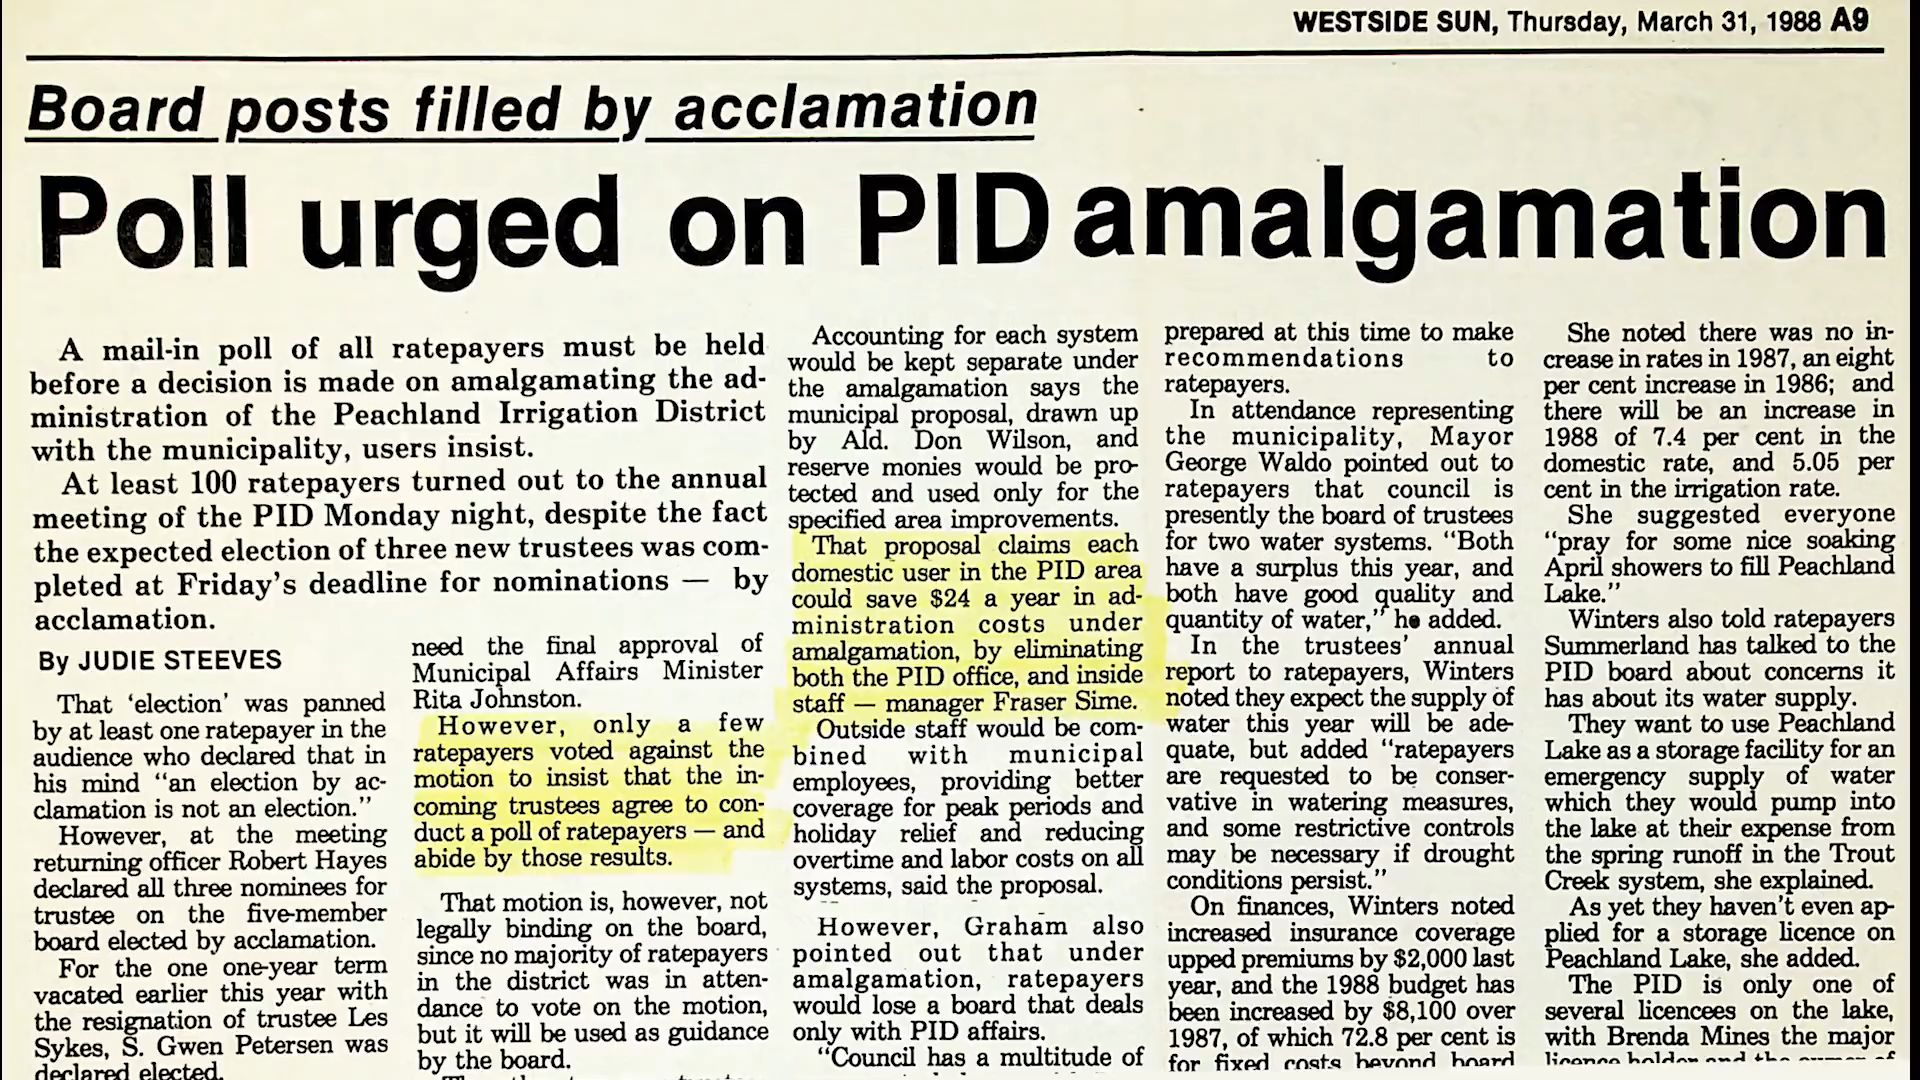 WESTSIDE SUN, Thursday, March 31, 1988 A9
Board posts filled by acclamation
Poll urged on PID amalgamation
A mail-in poll of all ratepayers must be held
before a decision is made on amalgamating the ad-
ministration of the Peachland Irrigation District
with the municipality, users insist.
At least 100 ratepayers turned out to the annual
meeting of the PID Monday night, despite the fact
the expected election of three new trustees was com-
pleted at Friday's deadline for nominations — by
acclamation.
By JUDIE STEEVES
That 'election' was panned
by at least one ratepayer in the
audience who declared that in
his mind "an election by ac-
clamation is not an election."
However, at the meeting
returning officer Robert Hayes
declared all three nominees for
trustee on the five-member
board elected by acclamation.
For the one one-year term
vacated earlier this year with
the resignation of trustee Les
Sykes, S. Gwen Petersen was
declared elected.
need the final approval of
Municipal Affairs Minister
Rita Johnston.
However, only a few
ratepayers voted against the
motion to insist that the in-
coming trustees agree to con-
duct a poll of ratepayers — and
abide by those results.
That motion is, however, not
legally binding on the board,
since no majority of ratepayers
in the district was in atten-
dance to vote on the motion,
but it will be used as guidance
by the board.
Accounting for each system
would be kept separate under
the amalgamation says the
municipal proposal, drawn up
by Ald. Don Wilson, and
reserve monies would be pro-
tected and used only for the
specified area improvements.
That proposal claims each
domestic user in the PID area
could save $24 a year in ad-
ministration costs under
amalgamation, by eliminating
both the PID office, and inside
staff — manager Fraser Sime.
Outside staff would be com-
bined with municipal
employees, providing better
coverage for peak periods and
holiday relief and reducing
overtime and labor costs on all
systems, said the proposal.
However, Graham also
pointed out that under
amalgamation, ratepayers
would lose a board that deals
only with PID affairs.
"Council has a multitude of
prepared at this time to make
recommendations to
ratepayers.
In attendance representing
the municipality, Mayor
George Waldo pointed out to
ratepayers that council is
presently the board of trustees
for two water systems. "Both
have a surplus this year, and
both have good quality and
quantity of water," he added.
In the trustees' annual
report to ratepayers, Winters
noted they expect the supply of
water this year will be ade-
quate, but added "ratepayers
are requested to be conser-
vative in watering measures,
and some restrictive controls
may be necessary if drought
conditions persist."
On finances, Winters noted
increased insurance coverage
upped premiums by $2,000 last
year, and the 1988 budget has
been increased by $8,100 over
1987, of which 72.8 per cent is
for fixed costs beyond board
She noted there was no in-
crease in rates in 1987, an eight
per cent increase in 1986; and
there will be an increase in
1988 of 7.4 per cent in the
domestic rate, and 5.05 per
cent in the irrigation rate.
She suggested everyone
"pray for some nice soaking
April showers to fill Peachland
Lake."
Winters also told ratepayers
Summerland has talked to the
PID board about concerns it
has about its water supply.
They want to use Peachland
Lake as a storage facility for an
emergency supply of water
which they would pump into
the lake at their expense from
the spring runoff in the Trout
Creek system, she explained.
As yet they haven't even ap-
plied for a storage licence on
Peachland Lake, she added.
The PID is only one of
several licencees on the lake,
with Brenda Mines the major
licence holder and the owner of